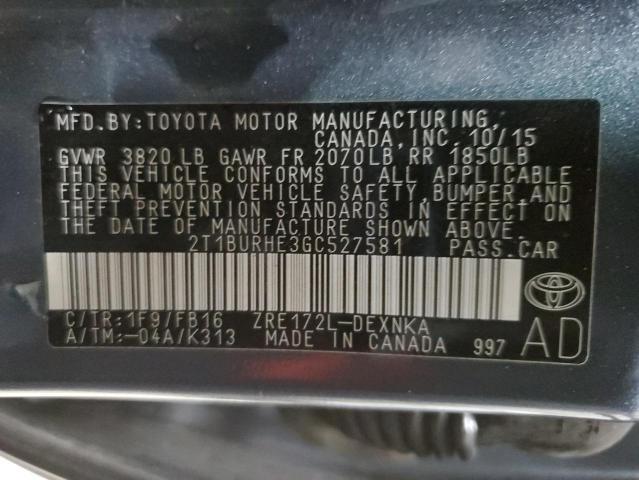 MFD.BY:TOYOTA MOTOR MANUFACTURING,
CANADA,INC. 10/15
GVWR 3820 LB GAWR FR 2070LB, RR 1850LB
THIS VEHICLE CONFORMS TO ALL APPLICABLE
FEDERAL MOTOR VEHICLE SAFETY, BUMPER,AND
THEFT PREVENTION STANDARDS IN EFFECT ON
THE DATE OF MANUFACTURE SHOWN ABOVE.
2T1BURHE3GC527581 PASS.CAR
C/TR:1F9/FB16 ZRE172L-DEXNKA
A/TM:-04A/K313 MADE IN CANADA 997
AD